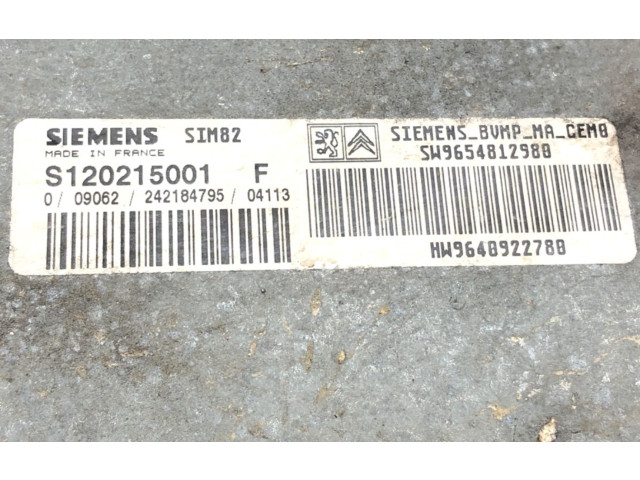 SIEMENS SIM82
MADE IN FRANCE
S120215001 F
0 / 09062 / 242184795 / 04113
SIEMENS_BVMP_MA_CEM8
SW9654812980
HW9640922780